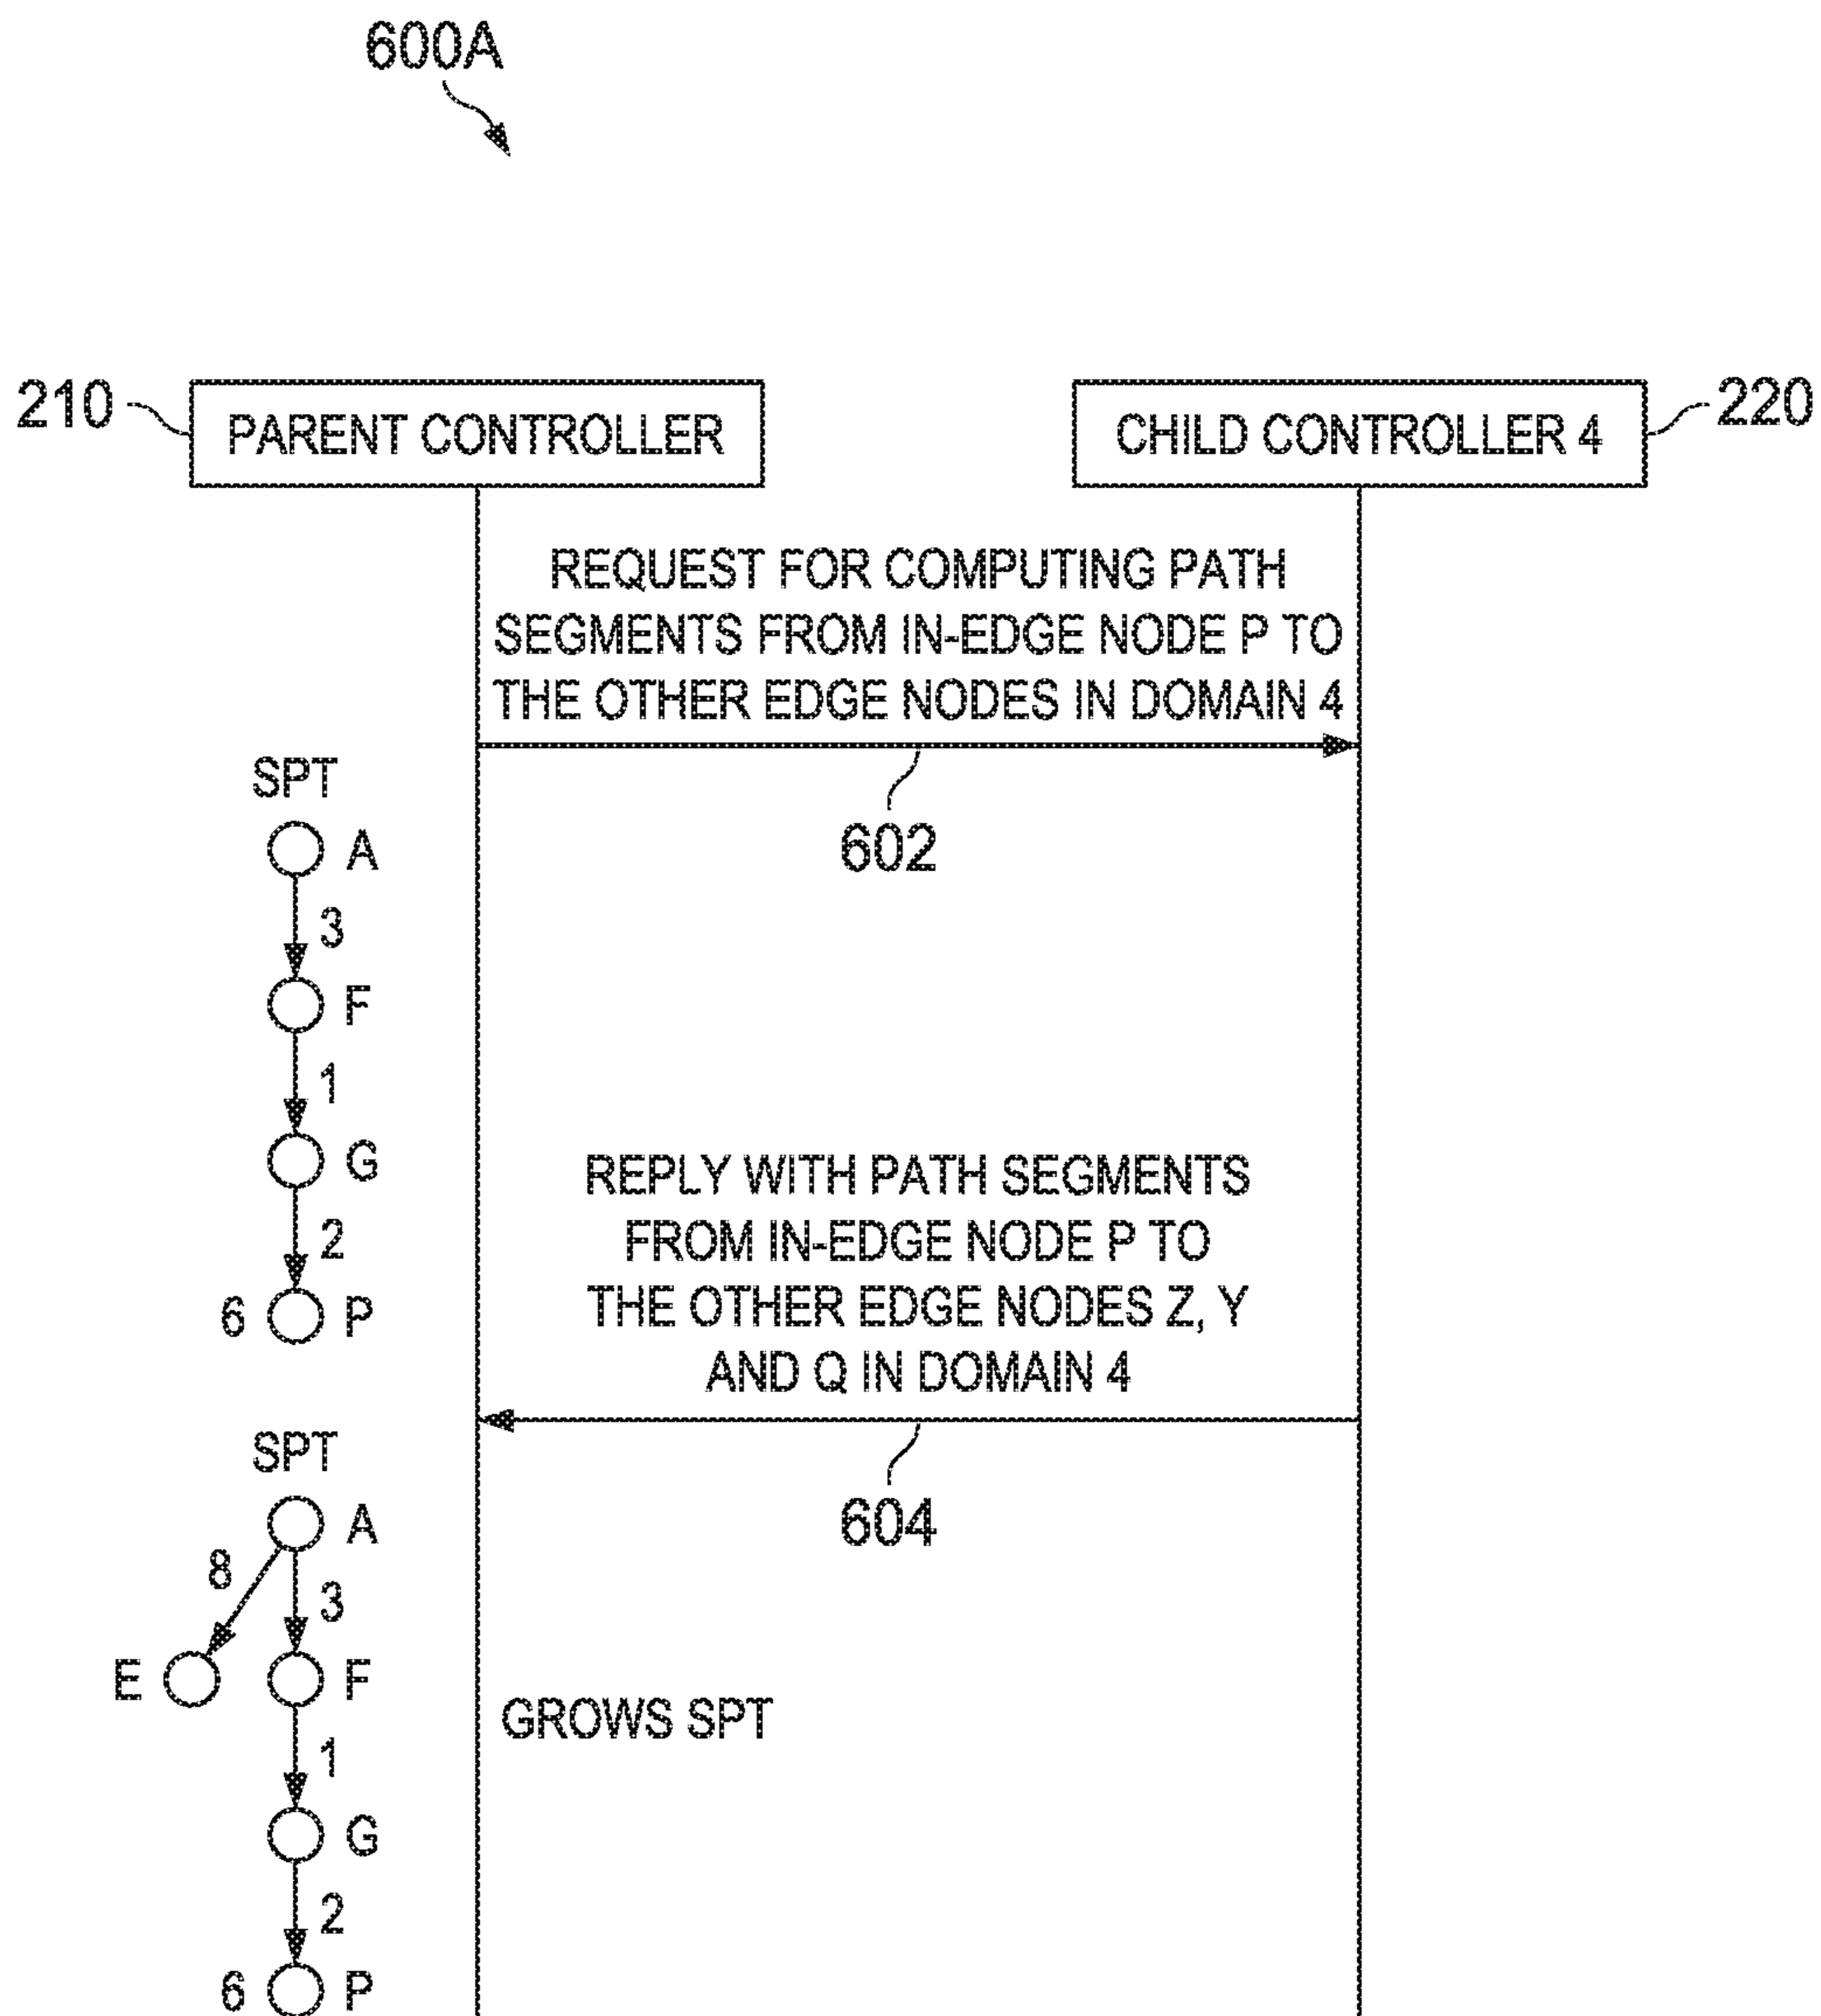 600A
210
PARENT CONTROLLER
CHILD CONTROLLER 4
220
REQUEST FOR COMPUTING PATH
SEGMENTS FROM IN-EDGE NODE P TO
THE OTHER EDGE NODES IN DOMAIN 4
602
SPT
A
3
F
1
G
2
6
P
REPLY WITH PATH SEGMENTS
FROM IN-EDGE NODE P TO
THE OTHER EDGE NODES Z, Y
AND Q IN DOMAIN 4
604
SPT
A
8
3
E
F
GROWS SPT
1
G
2
6
P